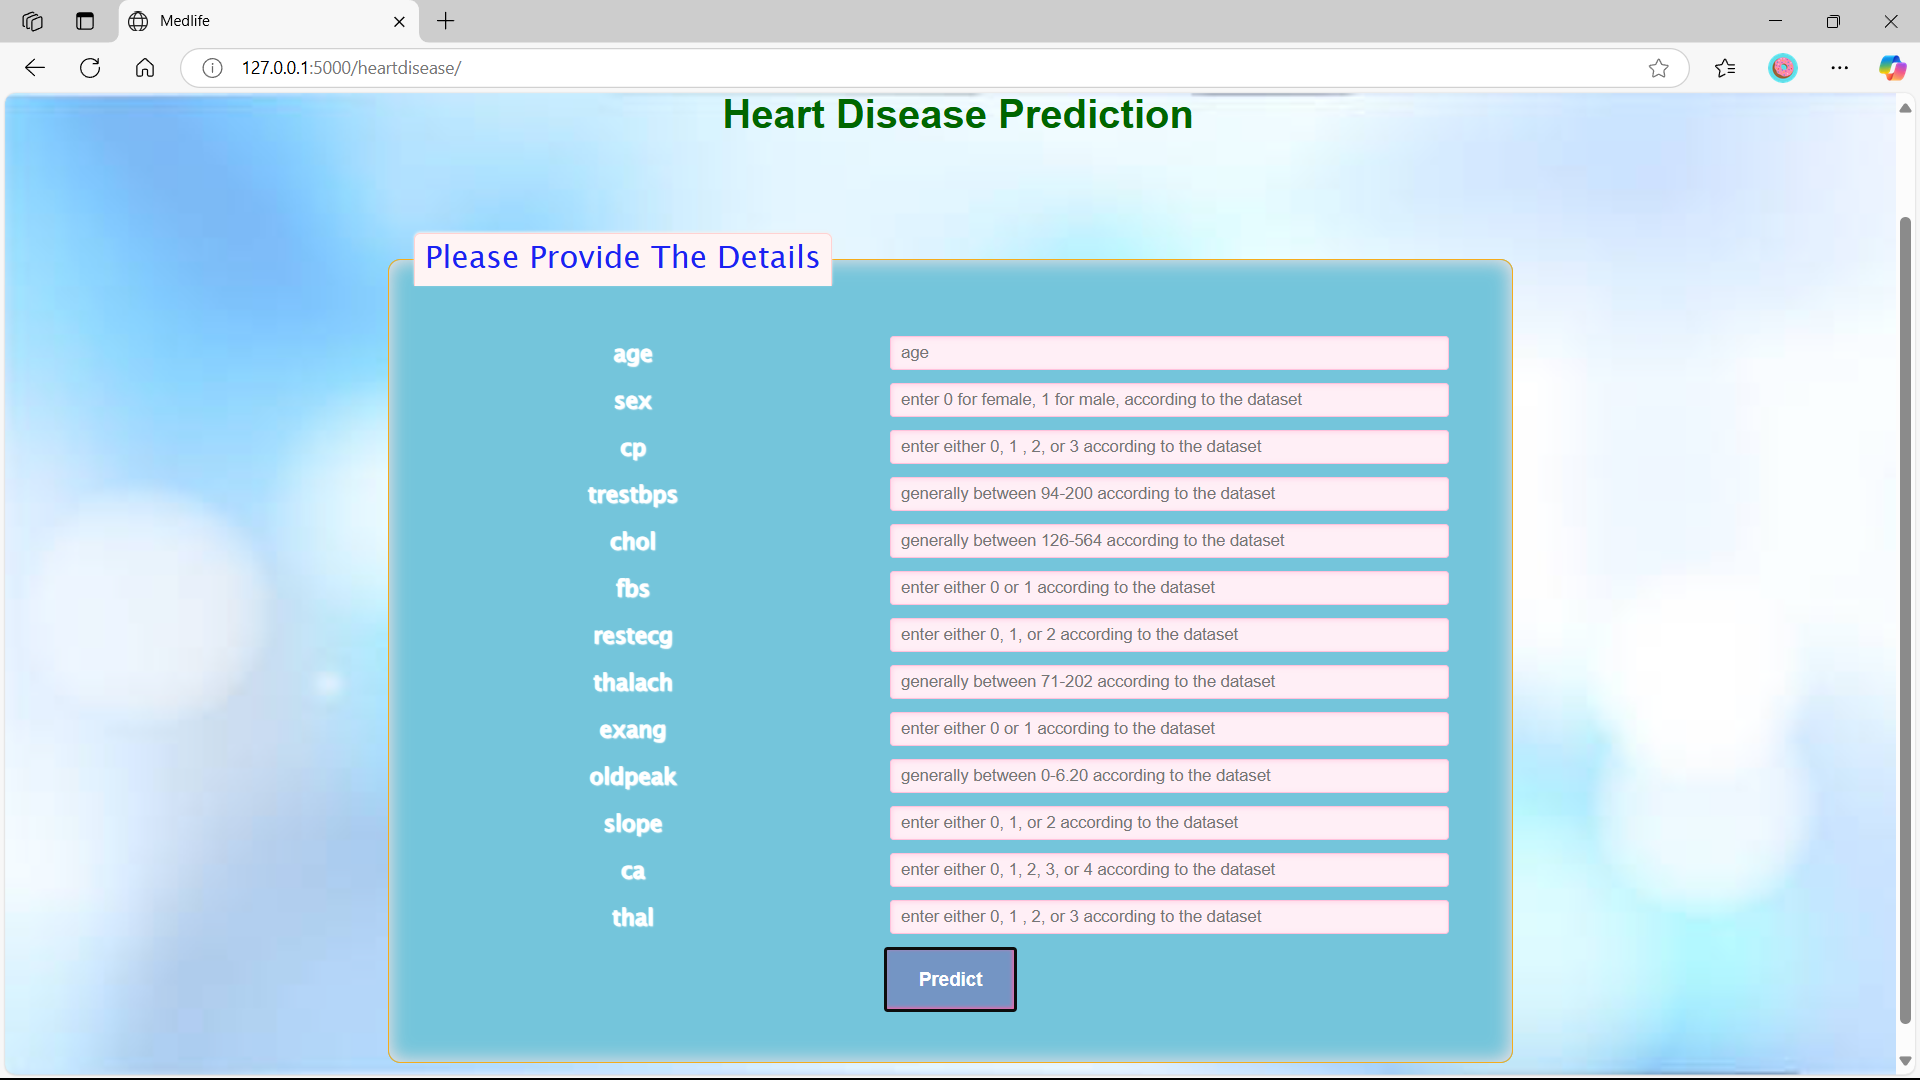 Medlife
127.0.0.1:5000/heartdisease/
Heart Disease Prediction
Please Provide The Details
age age
sex enter 0 for female, 1 for male, according to the dataset
cp enter either 0, 1 , 2, or 3 according to the dataset
trestbps generally between 94-200 according to the dataset
chol generally between 126-564 according to the dataset
fbs enter either 0 or 1 according to the dataset
restecg enter either 0, 1, or 2 according to the dataset
thalach generally between 71-202 according to the dataset
exang enter either 0 or 1 according to the dataset
oldpeak generally between 0-6.20 according to the dataset
slope enter either 0, 1, or 2 according to the dataset
ca enter either 0, 1, 2, 3, or 4 according to the dataset
thal enter either 0, 1 , 2, or 3 according to the dataset
Predict